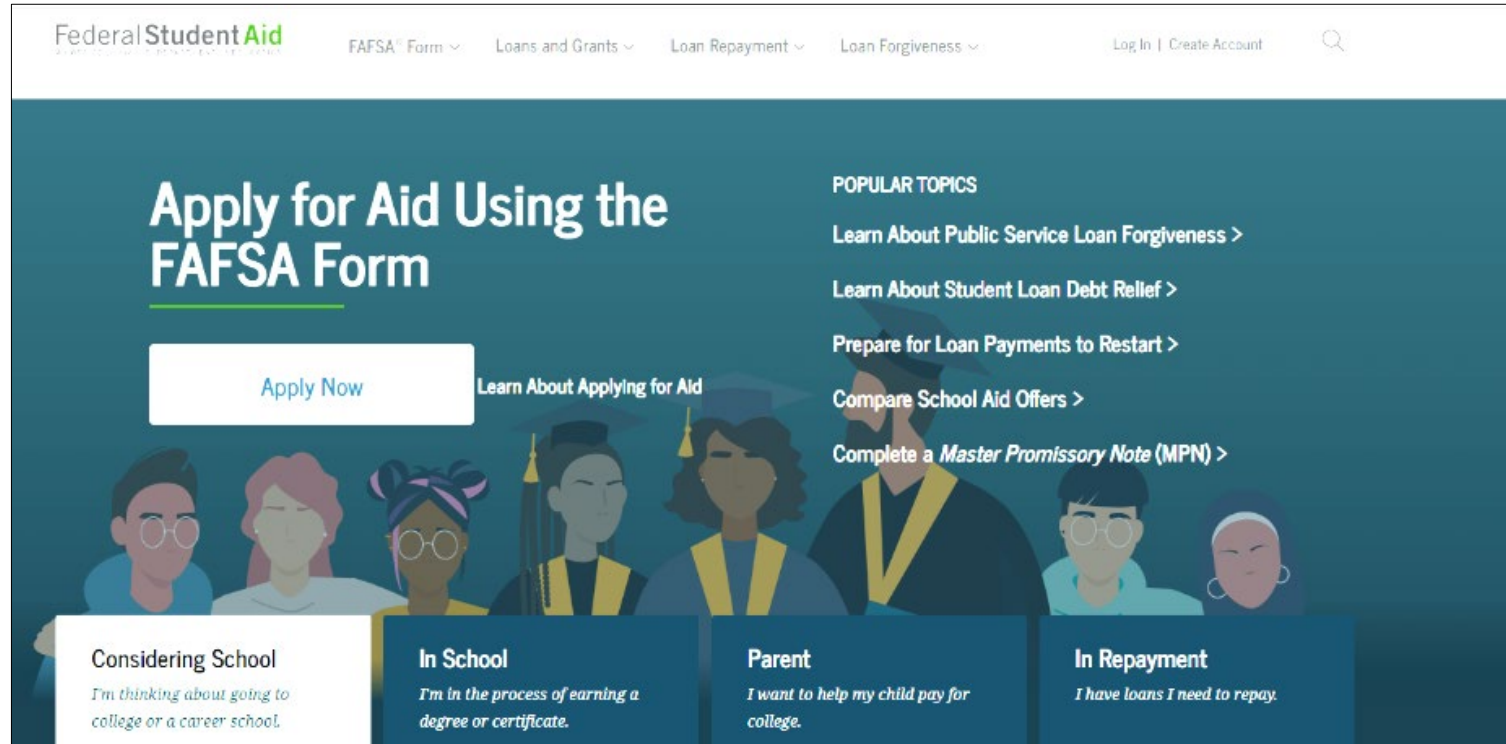 Federal Student Aid
FAFSA® Form
Loans and Grants
Loan Repayment
Loan Forgiveness
Log In | Create Account
Apply for Aid Using the
FAFSA Form
Apply Now
Learn About Applying for Aid
POPULAR TOPICS
Learn About Public Service Loan Forgiveness >
Learn About Student Loan Debt Relief >
Prepare for Loan Payments to Restart >
Compare School Aid Offers >
Complete a Master Promissory Note (MPN) >
Considering School
I'm thinking about going to
college or a career school.
In School
I'm in the process of earning a
degree or certificate.
Parent
I want to help my child pay for
college.
In Repayment
I have loans I need to repay.